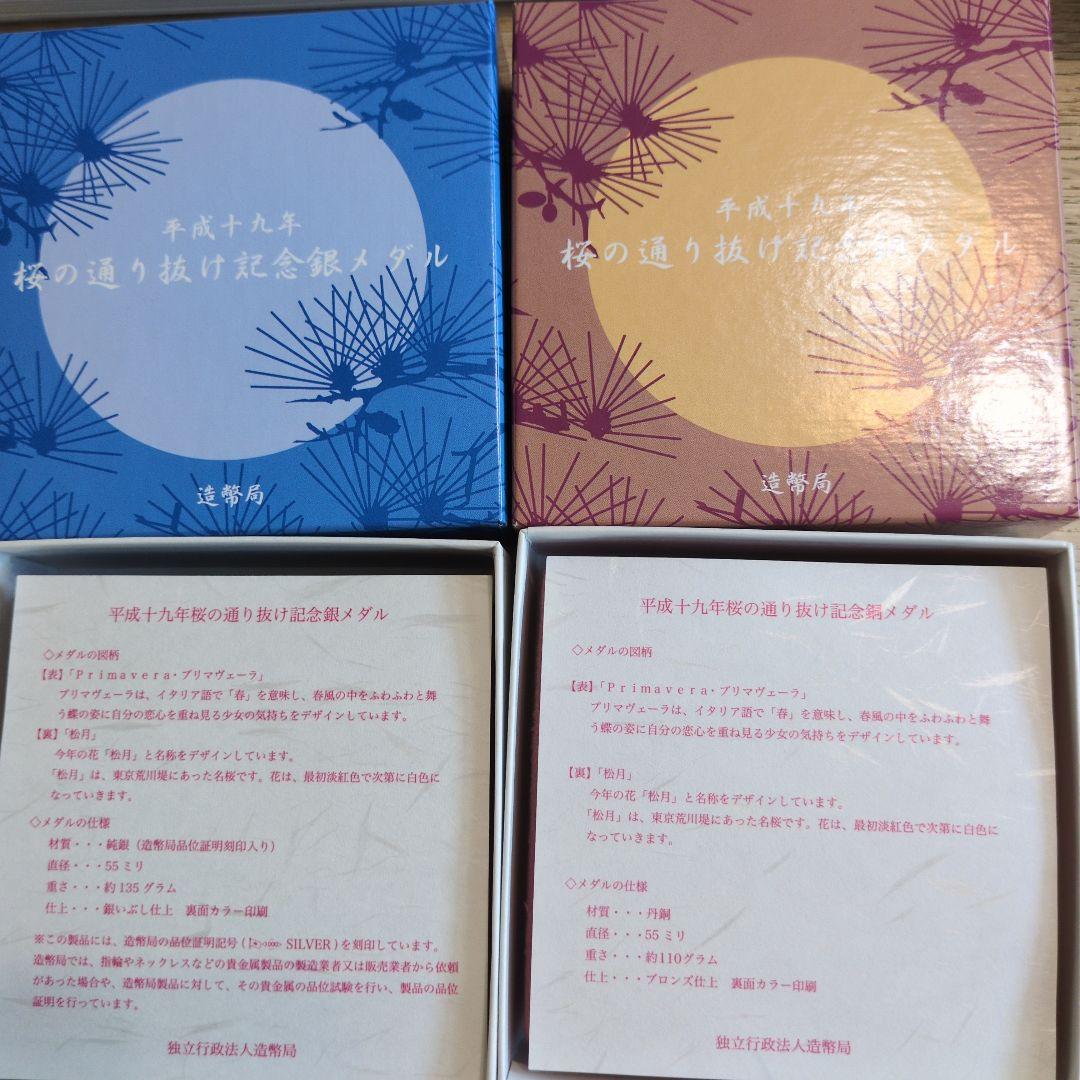 平成十九年
桜の通り抜け記念銀メダル
造幣局
平成十九年
桜の通り抜け記念銅メダル
造幣局
平成十九年桜の通り抜け記念銀メダル
◇メダルの図柄
【表】「Primavera・プリマヴェーラ」
プリマヴェーラは、イタリア語で「春」を意味し、春風の中をふわふわと舞
う蝶の姿に自分の恋心を重ね見る少女の気持ちをデザインしています。
【裏】「松月」
今年の花「松月」と名称をデザインしています。
「松月」は、東京荒川堤にあった名桜です。花は、最初淡紅色で次第に白色に
なっていきます。
◇メダルの仕様
材質・・・純銀（造幣局品位証明刻印入り）
直径・・・55ミリ
重さ・・・約135グラム
仕上・・・銀いぶし仕上 裏面カラー印刷
※この製品には、造幣局の品位証明記号( 1000 SILVER)を刻印しています。
造幣局では、指輪やネックレスなどの貴金属製品の製造業者又は販売業者から依頼
があった場合や、造幣局製品に対して、その貴金属の品位試験を行い、製品の品位
証明を行っています。
独立行政法人造幣局
平成十九年桜の通り抜け記念銅メダル
◇メダルの図柄
【表】「Primavera・プリマヴェーラ」
プリマヴェーラは、イタリア語で「春」を意味し、春風の中をふわふわと舞
う蝶の姿に自分の恋心を重ね見る少女の気持ちをデザインしています。
【裏】「松月」
今年の花「松月」と名称をデザインしています。
「松月」は、東京荒川堤にあった名桜です。花は、最初淡紅色で次第に白色に
なっていきます。
◇メダルの仕様
材質・・・丹銅
直径・・・55ミリ
重さ・・・約110グラム
仕上・・・ブロンズ仕上 裏面カラー印刷
独立行政法人造幣局